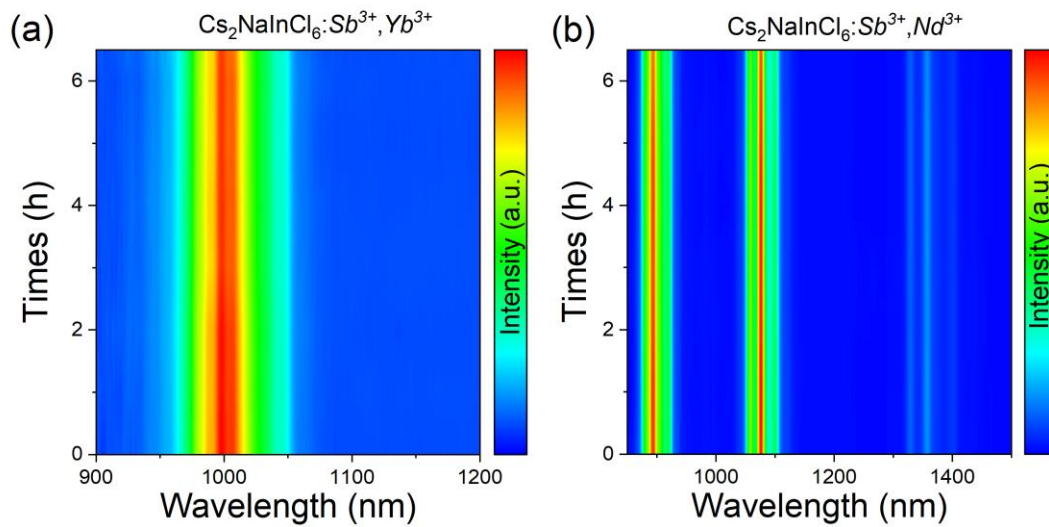 (a) Cs₂NaInCl₆:Sb³⁺,Yb³⁺
Times (h)
6
4
2
0
900 1000 1100 1200
Wavelength (nm)
Intensity (a.u.)
(b) Cs₂NaInCl₆:Sb³⁺,Nd³⁺
Times (h)
6
4
2
0
1000 1200 1400
Wavelength (nm)
Intensity (a.u.)